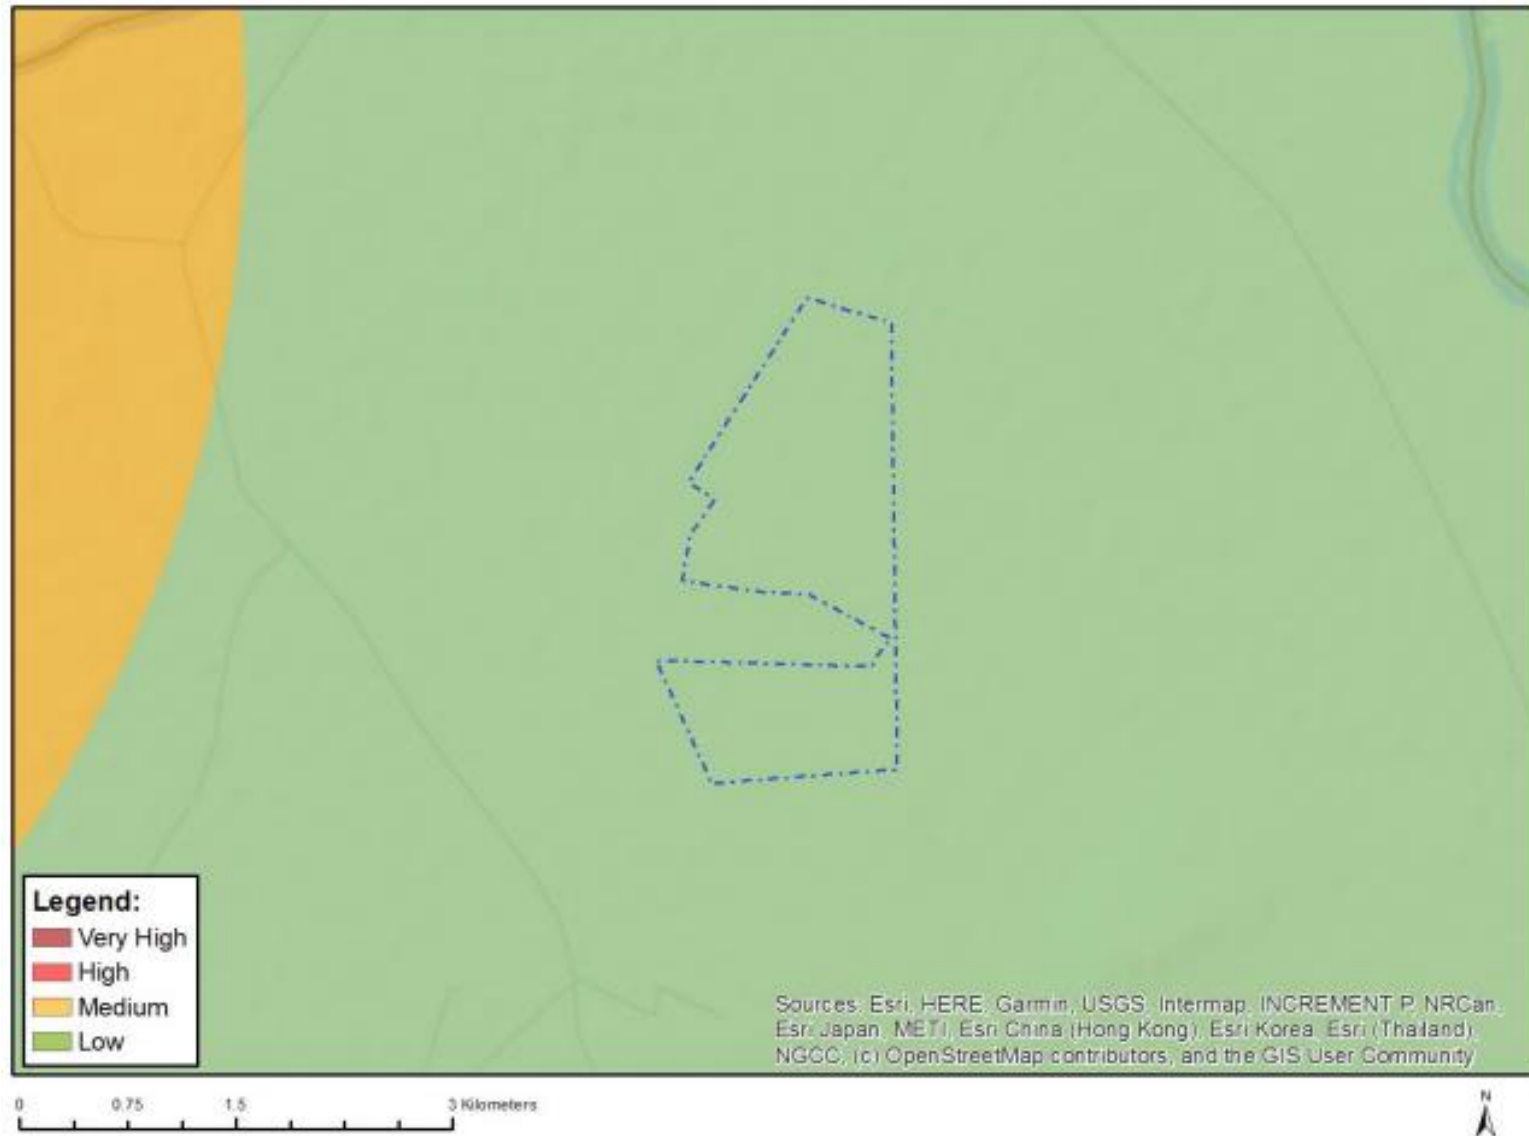 Legend:
Very High
High
Medium
Low
Sources: Esri, HERE, Garmin, USGS, Intermap, INCREMENT P, NRCan,
Esri Japan, METI, Esri China (Hong Kong), Esri Korea, Esri (Thailand),
NGCC, (c) OpenStreetMap contributors, and the GIS User Community
0 0.75 1.5 3 Kilometers
N